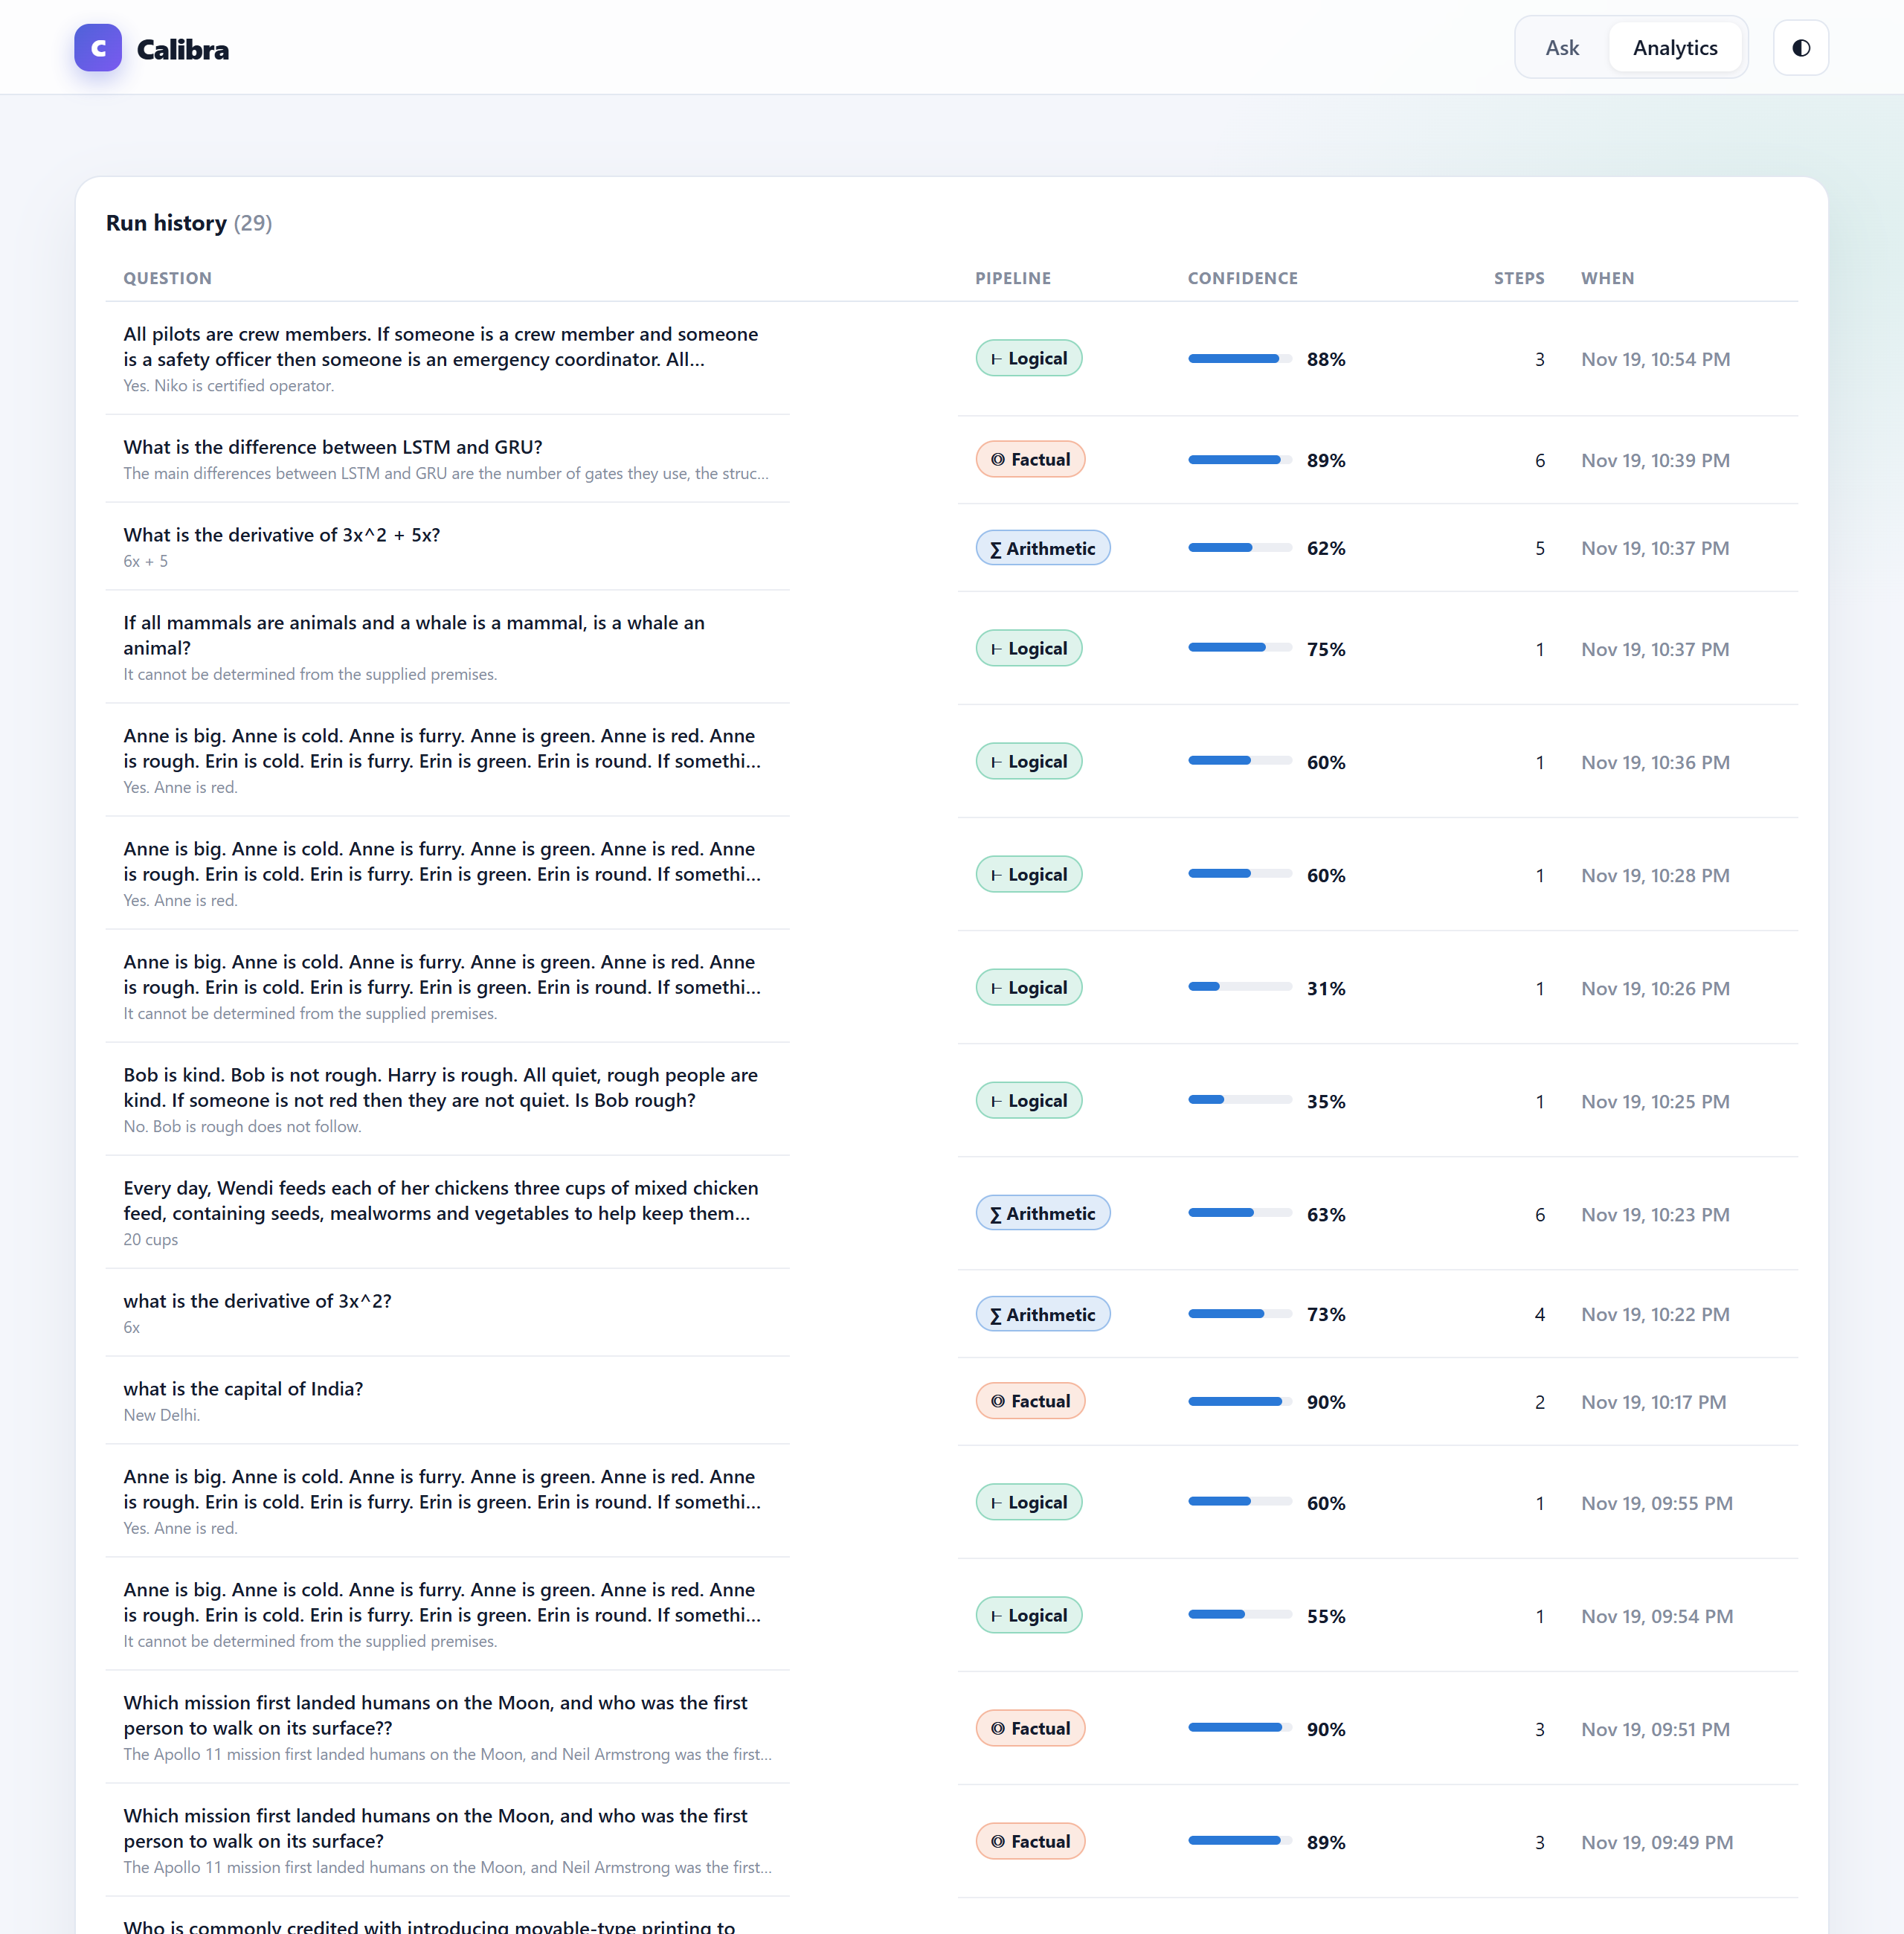 C Calibra
Ask Analytics
Run history (29)
QUESTION PIPELINE CONFIDENCE STEPS WHEN
All pilots are crew members. If someone is a crew member and someone
is a safety officer then someone is an emergency coordinator. All...
Yes. Niko is certified operator.
⊢ Logical 88% 3 Nov 19, 10:54 PM
What is the difference between LSTM and GRU?
The main differences between LSTM and GRU are the number of gates they use, the struc...
Factual 89% 6 Nov 19, 10:39 PM
What is the derivative of 3x^2 + 5x?
6x + 5
∑ Arithmetic 62% 5 Nov 19, 10:37 PM
If all mammals are animals and a whale is a mammal, is a whale an
animal?
It cannot be determined from the supplied premises.
⊢ Logical 75% 1 Nov 19, 10:37 PM
Anne is big. Anne is cold. Anne is furry. Anne is green. Anne is red. Anne
is rough. Erin is cold. Erin is furry. Erin is green. Erin is round. If somethi...
Yes. Anne is red.
⊢ Logical 60% 1 Nov 19, 10:36 PM
Anne is big. Anne is cold. Anne is furry. Anne is green. Anne is red. Anne
is rough. Erin is cold. Erin is furry. Erin is green. Erin is round. If somethi...
Yes. Anne is red.
⊢ Logical 60% 1 Nov 19, 10:28 PM
Anne is big. Anne is cold. Anne is furry. Anne is green. Anne is red. Anne
is rough. Erin is cold. Erin is furry. Erin is green. Erin is round. If somethi...
It cannot be determined from the supplied premises.
⊢ Logical 31% 1 Nov 19, 10:26 PM
Bob is kind. Bob is not rough. Harry is rough. All quiet, rough people are
kind. If someone is not red then they are not quiet. Is Bob rough?
No. Bob is rough does not follow.
⊢ Logical 35% 1 Nov 19, 10:25 PM
Every day, Wendi feeds each of her chickens three cups of mixed chicken
feed, containing seeds, mealworms and vegetables to help keep them...
20 cups
∑ Arithmetic 63% 6 Nov 19, 10:23 PM
what is the derivative of 3x^2?
6x
∑ Arithmetic 73% 4 Nov 19, 10:22 PM
what is the capital of India?
New Delhi.
Factual 90% 2 Nov 19, 10:17 PM
Anne is big. Anne is cold. Anne is furry. Anne is green. Anne is red. Anne
is rough. Erin is cold. Erin is furry. Erin is green. Erin is round. If somethi...
Yes. Anne is red.
⊢ Logical 60% 1 Nov 19, 09:55 PM
Anne is big. Anne is cold. Anne is furry. Anne is green. Anne is red. Anne
is rough. Erin is cold. Erin is furry. Erin is green. Erin is round. If somethi...
It cannot be determined from the supplied premises.
⊢ Logical 55% 1 Nov 19, 09:54 PM
Which mission first landed humans on the Moon, and who was the first
person to walk on its surface??
The Apollo 11 mission first landed humans on the Moon, and Neil Armstrong was the first...
Factual 90% 3 Nov 19, 09:51 PM
Which mission first landed humans on the Moon, and who was the first
person to walk on its surface?
The Apollo 11 mission first landed humans on the Moon, and Neil Armstrong was the first...
Factual 89% 3 Nov 19, 09:49 PM
Who is commonly credited with introducing movable-type printing to